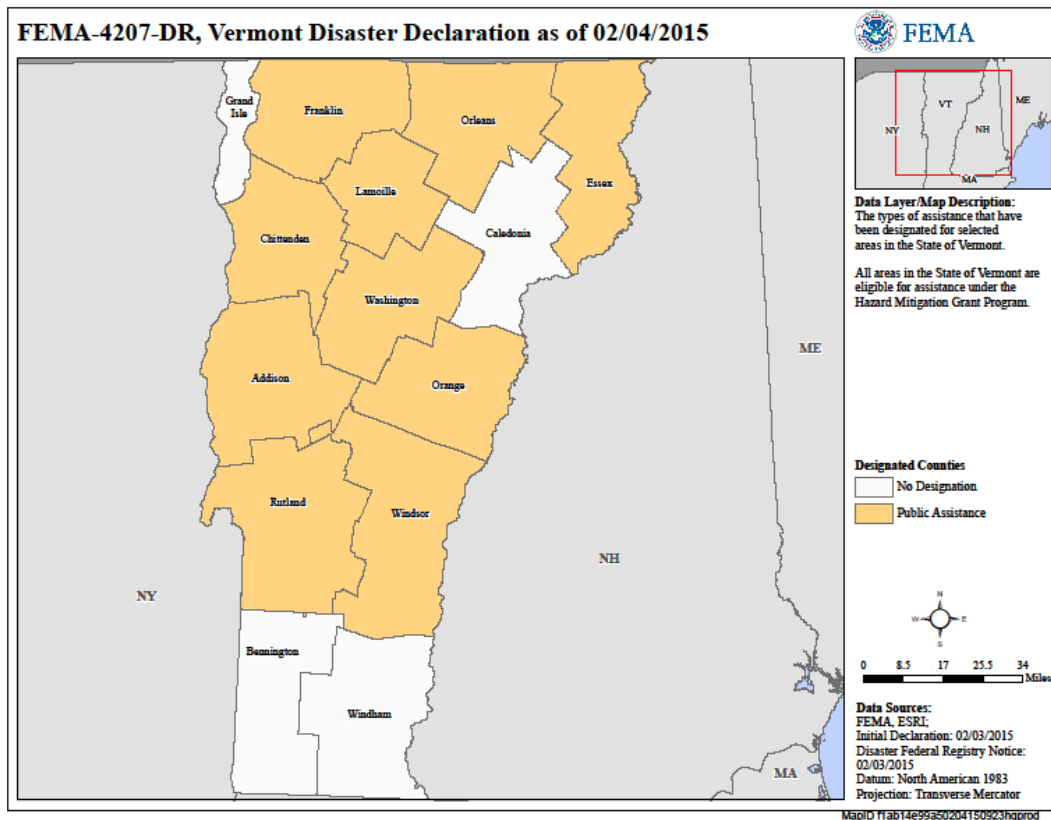 FEMA-4207-DR, Vermont Disaster Declaration as of 02/04/2015
FEMA
Grand
Isle
Franklin
Orleans
Essex
Lamoille
Caledonia
Chittenden
Washington
Addison
Orange
Rutland
Windsor
Bennington
Windham
NY
NH
ME
MA
VT
ME
NY
NH
MA
Data Layer/Map Description:
The types of assistance that have
been designated for selected
areas in the State of Vermont.
All areas in the State of Vermont are
eligible for assistance under the
Hazard Mitigation Grant Program.
Designated Counties
No Designation
Public Assistance
N
W
E
S
0 8.5 17 25.5 34
Miles
Data Sources:
FEMA, ESRI;
Initial Declaration: 02/03/2015
Disaster Federal Registry Notice:
02/03/2015
Datum: North American 1983
Projection: Transverse Mercator
MapID f1ab14e99a50204150923hqprod